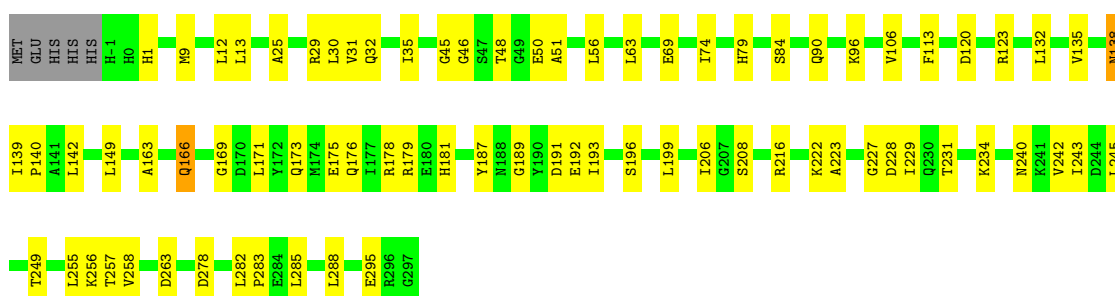 MET GLU HIS HIS HIS H-1 H0 H1 M9 L12 L13 A25 R29 L30 V31 Q32 I35 G45 G46 S47 T48 G49 E50 A51 L56 L63 E69 I74 H79 S84 Q90 K96 V106 F113 D120 R123 L132 V135 N138
I139 P140 A141 L142 L149 A163 Q166 G169 D170 L171 Y172 Q173 M174 E175 Q176 I177 R178 R179 E180 H181 Y187 N188 G189 Y190 D191 E192 I193 S196 L199 I206 G207 S208 R216 K222 A223 G227 D228 I229 Q230 T231 K234 N240 K241 V242 I243 D244 L245
T249 L255 K256 T257 V258 D263 D278 L282 P283 E284 L285 L288 E295 R296 G297